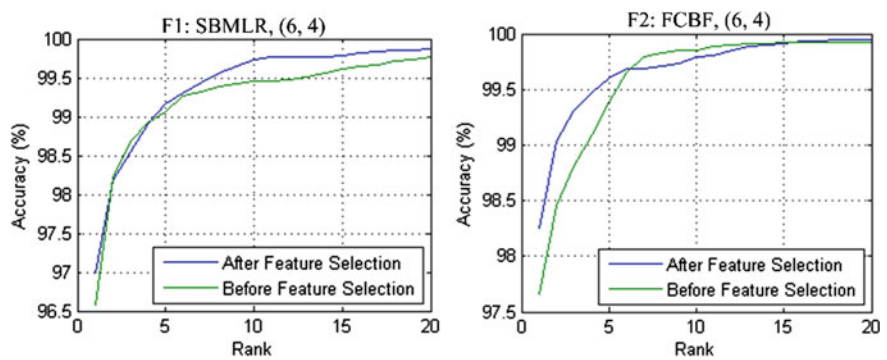 F1: SBMLR, (6, 4)
100
99.5
99
98.5
98
97.5
97
96.5
0
5
10
15
20
Accuracy (%)
Rank
After Feature Selection
Before Feature Selection
F2: FCBF, (6, 4)
100
99.5
99
98.5
98
97.5
0
5
10
15
20
Accuracy (%)
Rank
After Feature Selection
Before Feature Selection